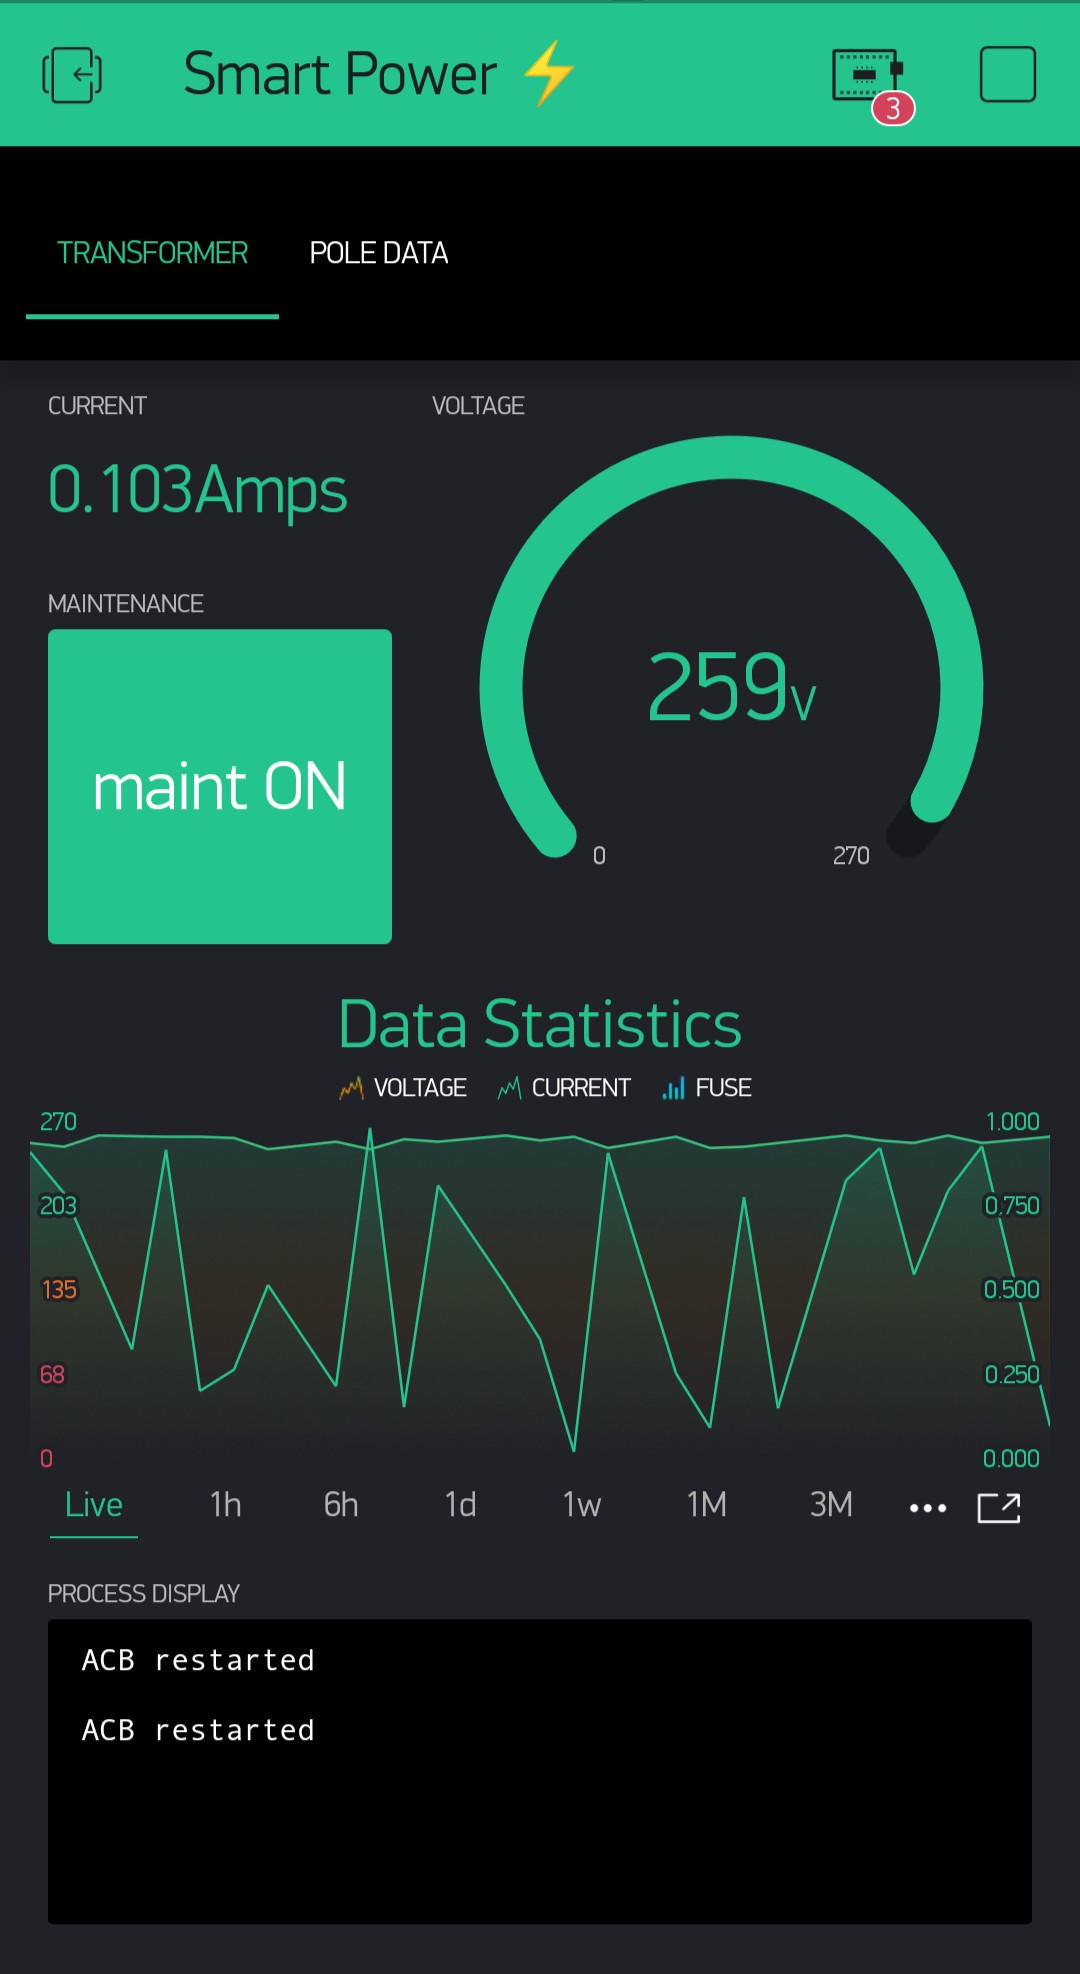 Smart Power ⚡
3
TRANSFORMER POLE DATA
CURRENT
0.103Amps
VOLTAGE
259V
0 270
MAINTENANCE
maint ON
Data Statistics
VOLTAGE CURRENT FUSE
270 1.000
203 0.750
135 0.500
68 0.250
0 0.000
Live 1h 6h 1d 1w 1M 3M •••
PROCESS DISPLAY
ACB restarted
ACB restarted